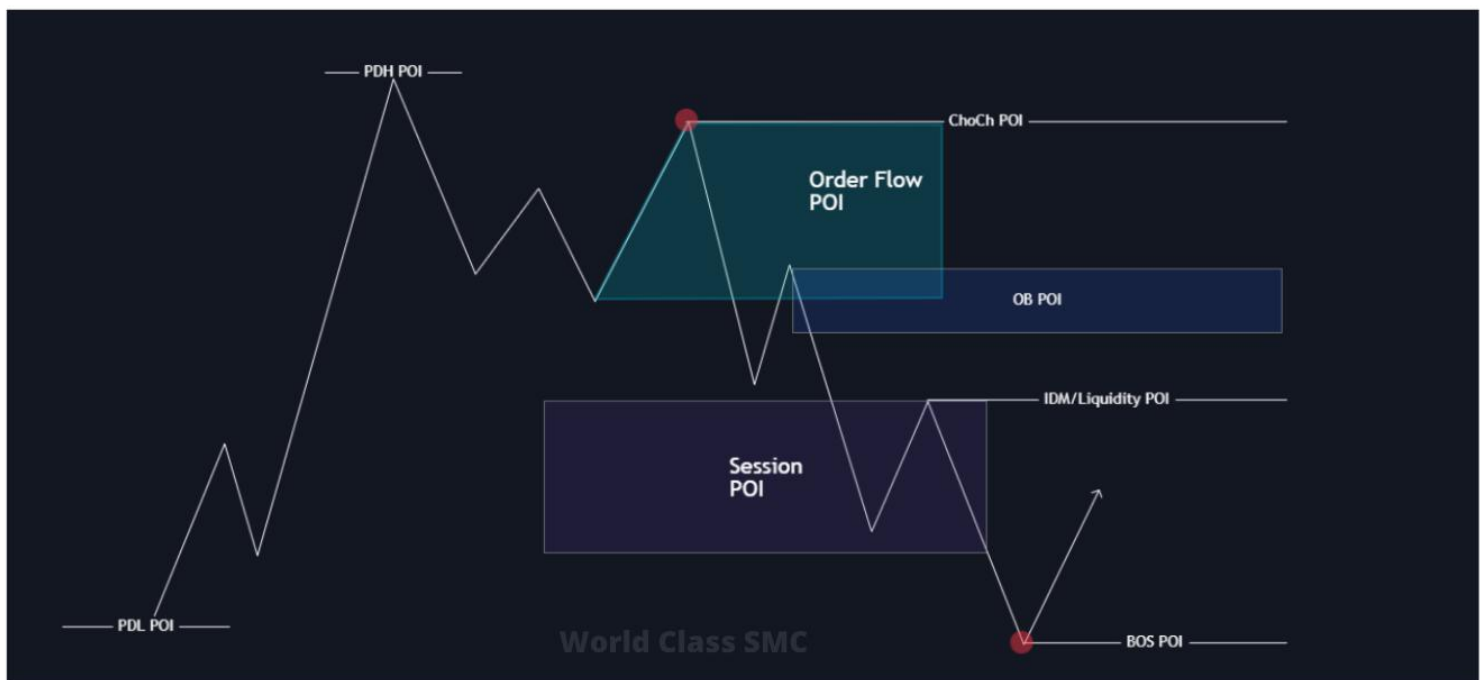 PDH POI
ChoCh POI
Order Flow
POI
OB POI
IDM/Liquidity POI
Session
POI
PDL POI
World Class SMC
BOS POI